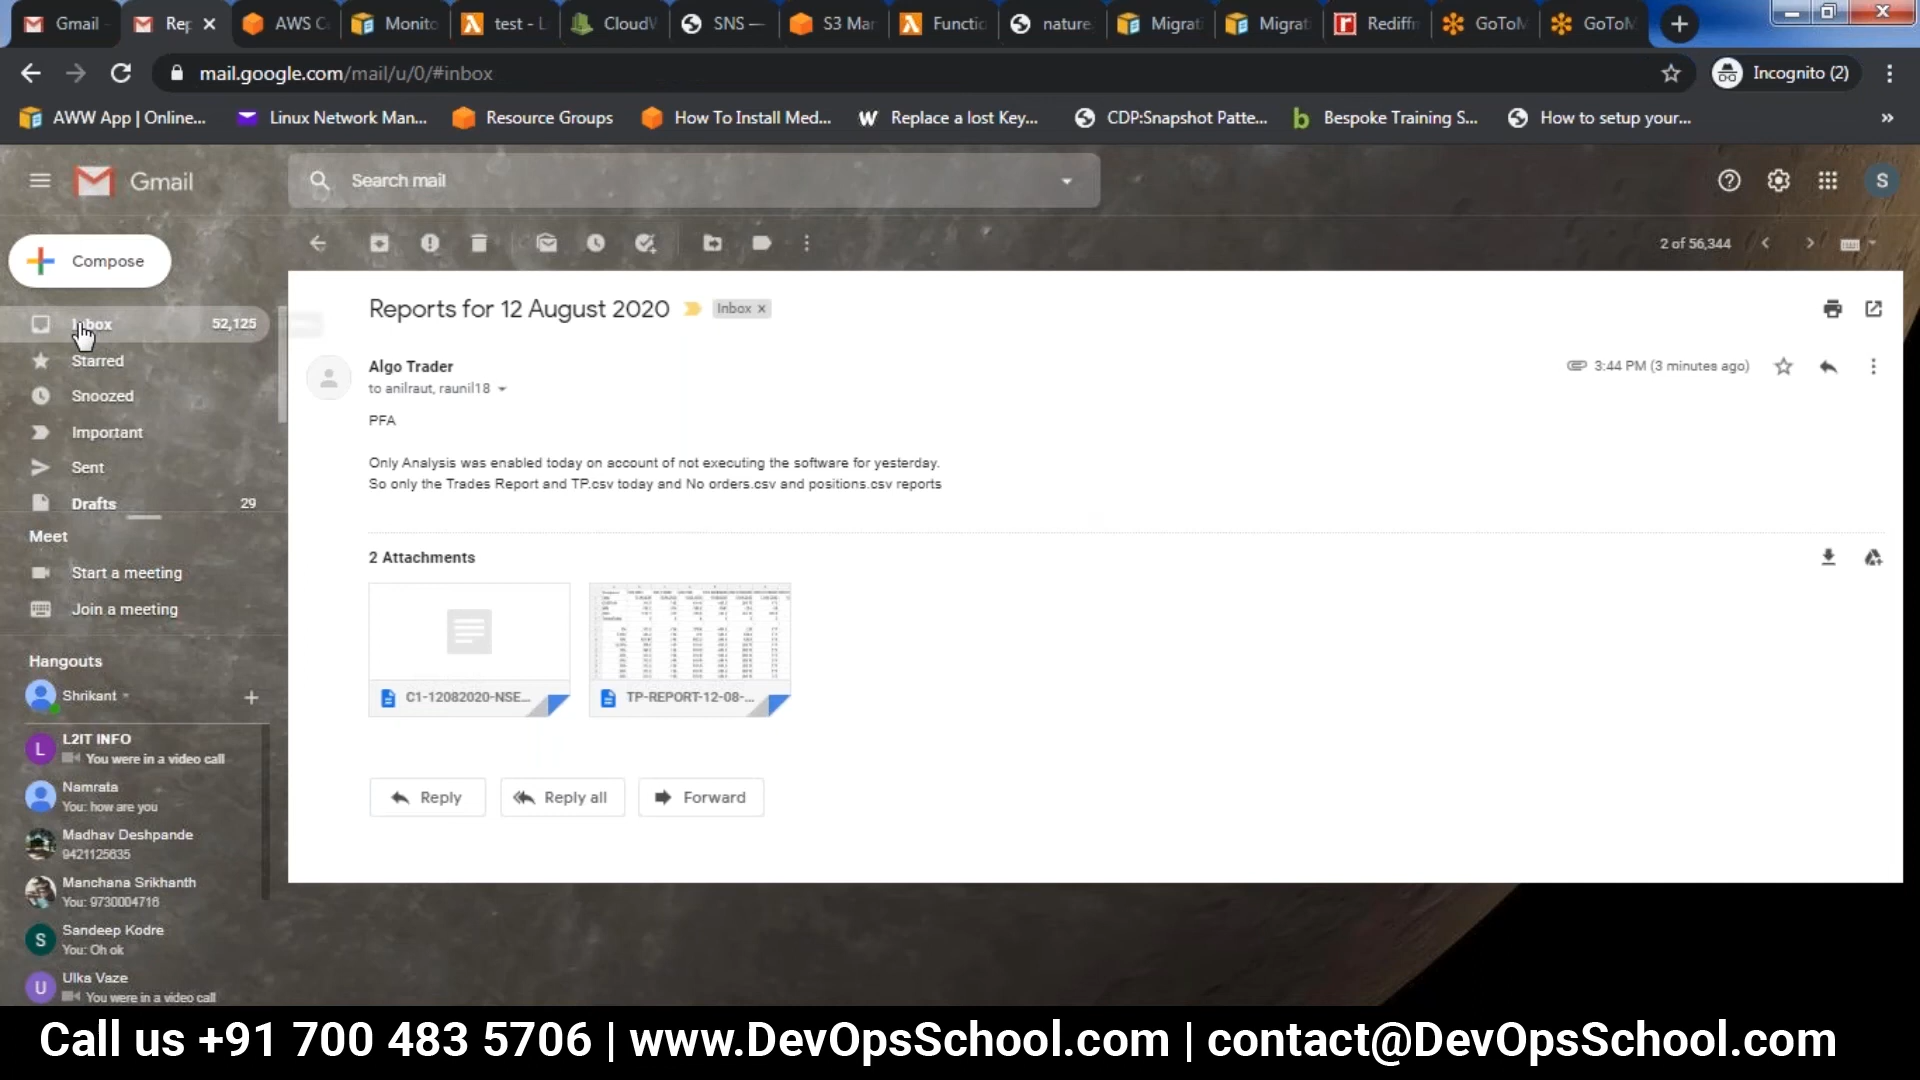 Gmail
Rep
AWS C
Monito
test - L
CloudW
SNS —
S3 Mar
Functio
nature
Migrat
Migrat
Rediffm
GoToM
GoToM
mail.google.com/mail/u/0/#inbox
Incognito (2)
AWW App | Online...
Linux Network Man...
Resource Groups
How To Install Med...
Replace a lost Key...
CDP:Snapshot Patte...
Bespoke Training S...
How to setup your...
»
Gmail
Search mail
S
Compose
2 of 56,344
Inbox 52,125
Starred
Snoozed
Important
Sent
Drafts 29
Meet
Start a meeting
Join a meeting
Hangouts
Shrikant
L
L2IT INFO
You were in a video call
Namrata
You: how are you
Madhav Deshpande
9421125635
Manchana Srikhanth
You: 9730004716
S
Sandeep Kodre
You: Oh ok
U
Ulka Vaze
You were in a video call
Reports for 12 August 2020
Inbox x
Algo Trader
3:44 PM (3 minutes ago)
to anilraut, raunil18
PFA
Only Analysis was enabled today on account of not executing the software for yesterday.
So only the Trades Report and TP.csv today and No orders.csv and positions.csv reports
2 Attachments
C1-12082020-NSE...
TP-REPORT-12-08-...
Reply
Reply all
Forward
Call us +91 700 483 5706 | www.DevOpsSchool.com | contact@DevOpsSchool.com